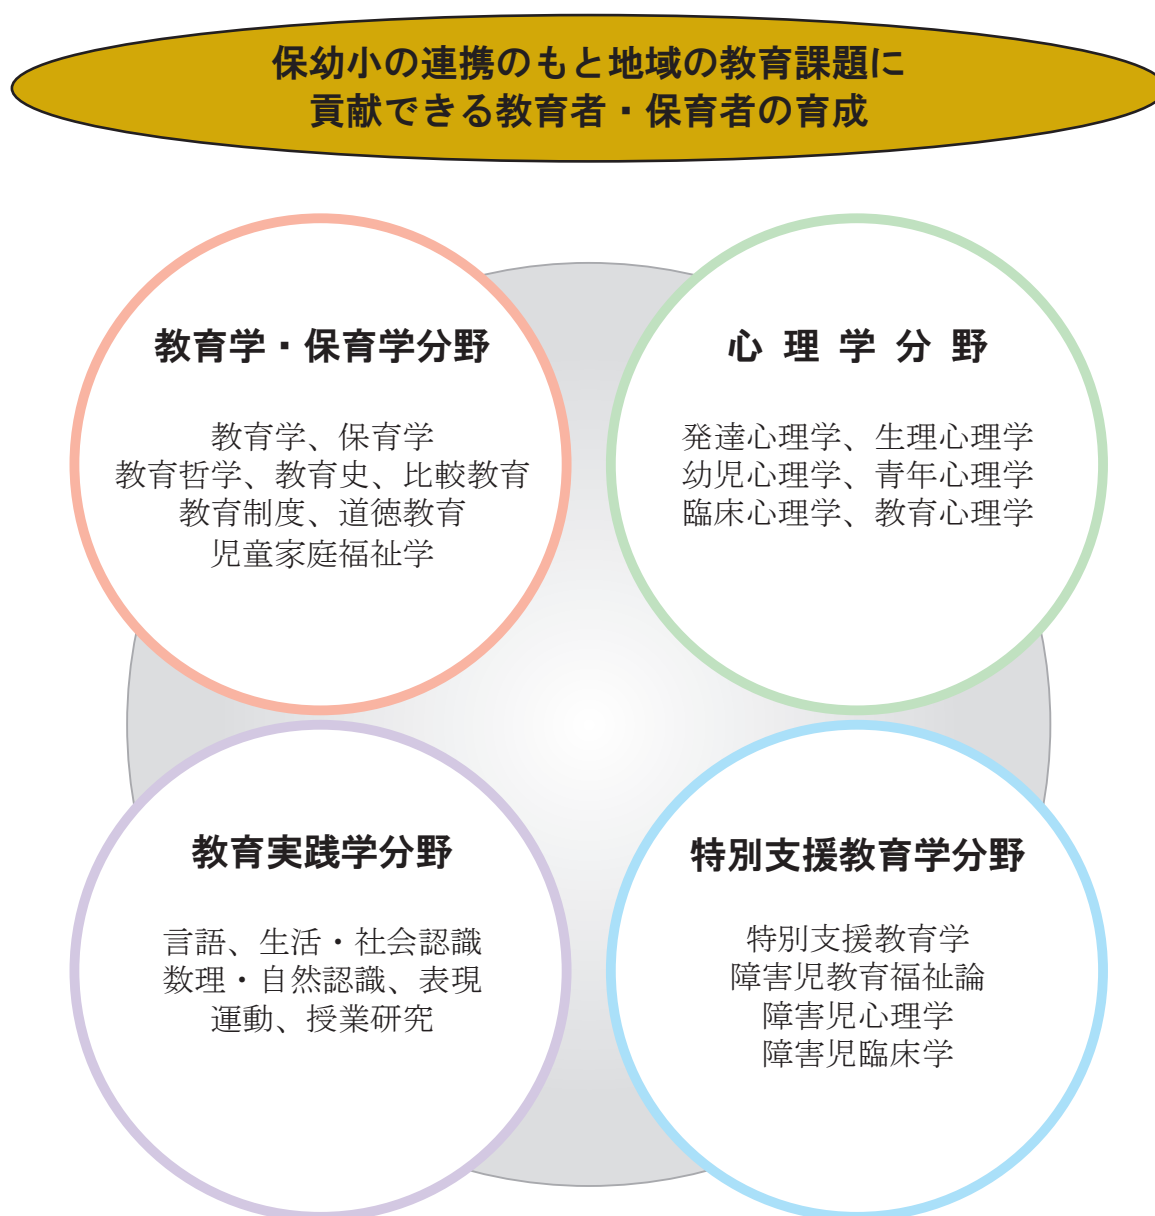 保幼小の連携のもと地域の教育課題に
貢献できる教育者・保育者の育成
教育学・保育学分野
教育学、保育学
教育哲学、教育史、比較教育
教育制度、道徳教育
児童家庭福祉学
心理学分野
発達心理学、生理心理学
幼児心理学、青年心理学
臨床心理学、教育心理学
教育実践学分野
言語、生活・社会認識
数理・自然認識、表現
運動、授業研究
特別支援教育学分野
特別支援教育学
障害児教育福祉論
障害児心理学
障害児臨床学